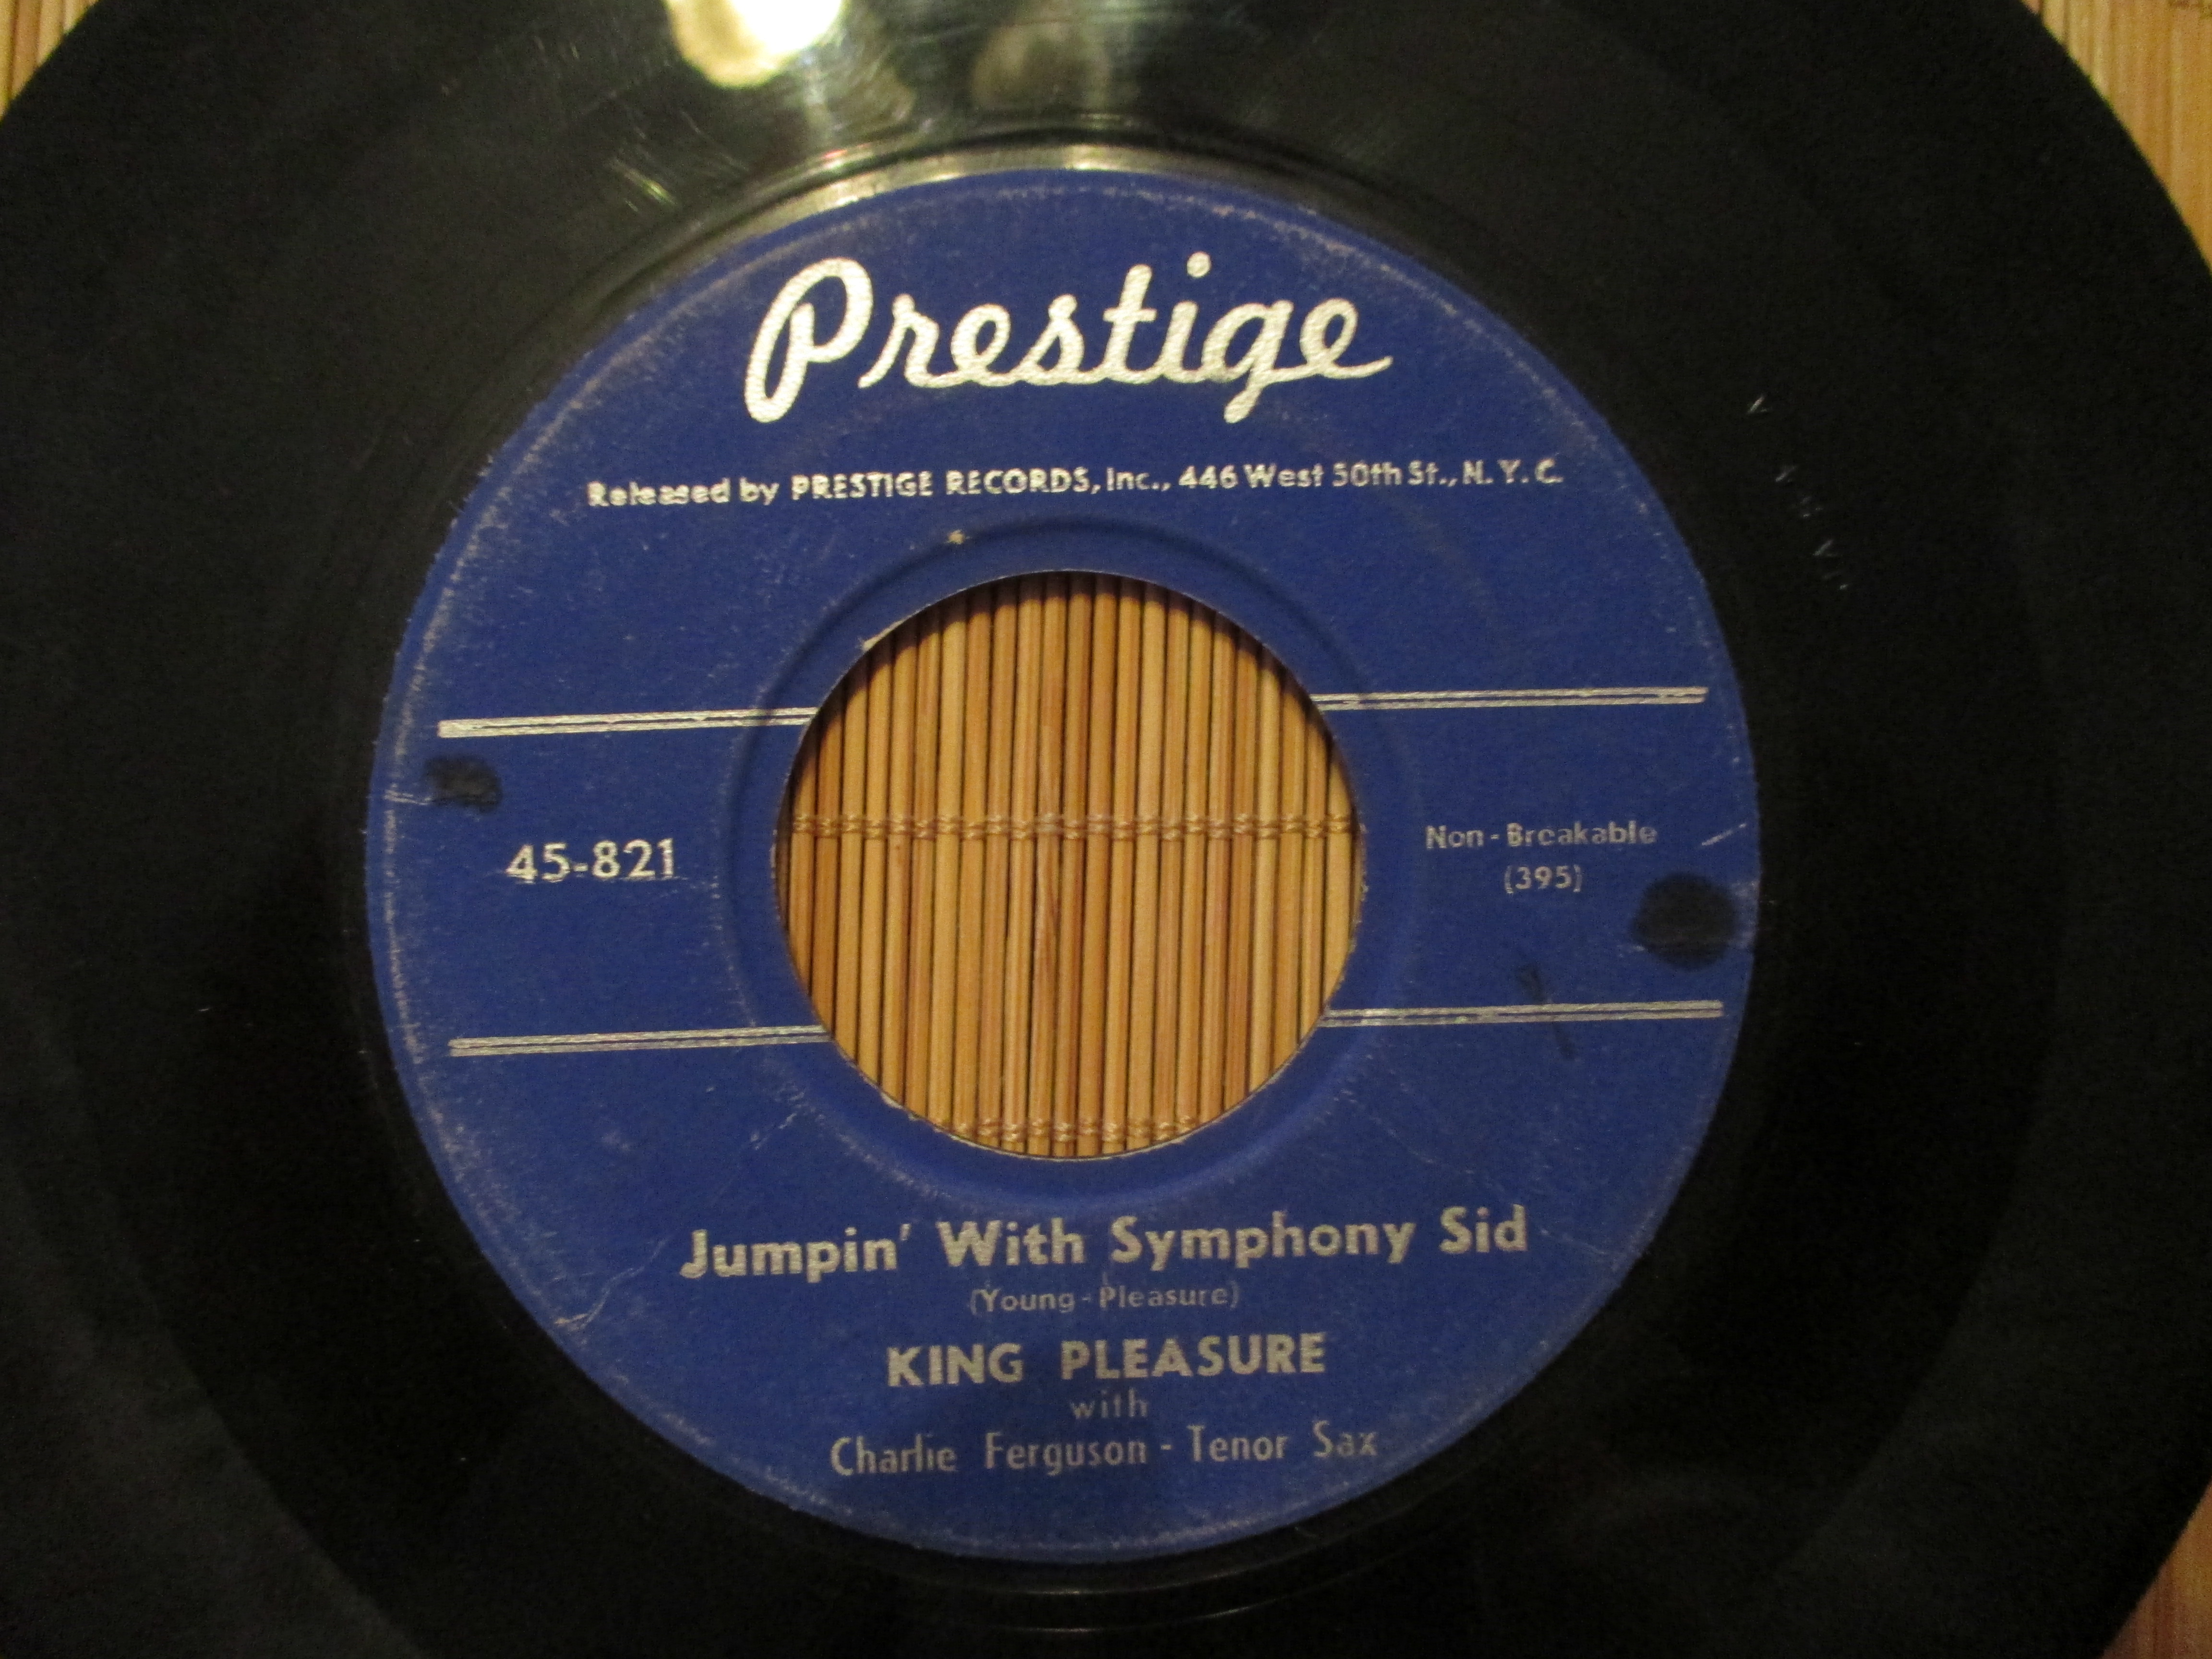 Prestige
Released by PRESTIGE RECORDS, Inc., 446 West 50th St., N. Y. C.
45-821
Non - Breakable
(395)
Jumpin' With Symphony Sid
(Young - Pleasure)
KING PLEASURE
with
Charlie Ferguson - Tenor Sax